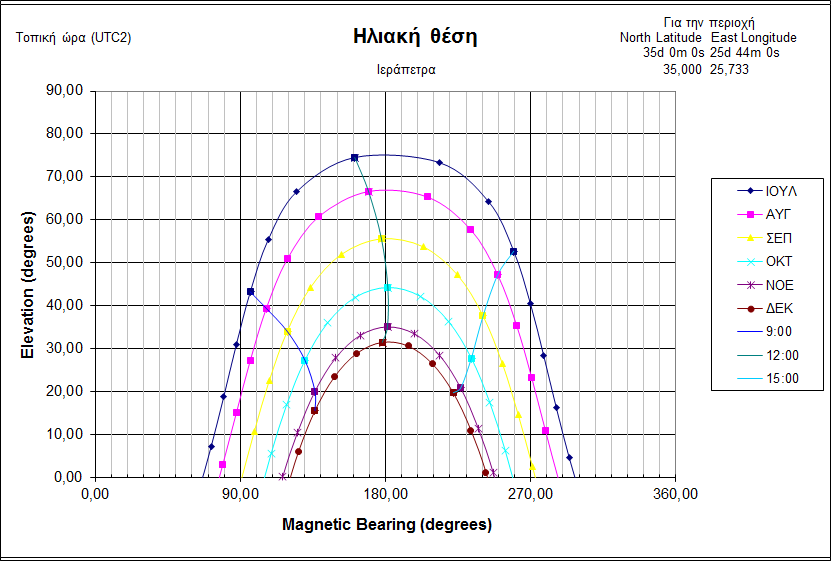 Τοπική ώρα (UTC2)
Ηλιακή θέση
Ιεράπετρα
Για την περιοχή
North Latitude East Longitude
35d 0m 0s 25d 44m 0s
35,000 25,733
90,00
80,00
70,00
60,00
50,00
40,00
30,00
20,00
10,00
0,00
Elevation (degrees)
0,00 90,00 180,00 270,00 360,00
Magnetic Bearing (degrees)
ΙΟΥΛ
ΑΥΓ
ΣΕΠ
ΟΚΤ
ΝΟΕ
ΔΕΚ
9:00
12:00
15:00